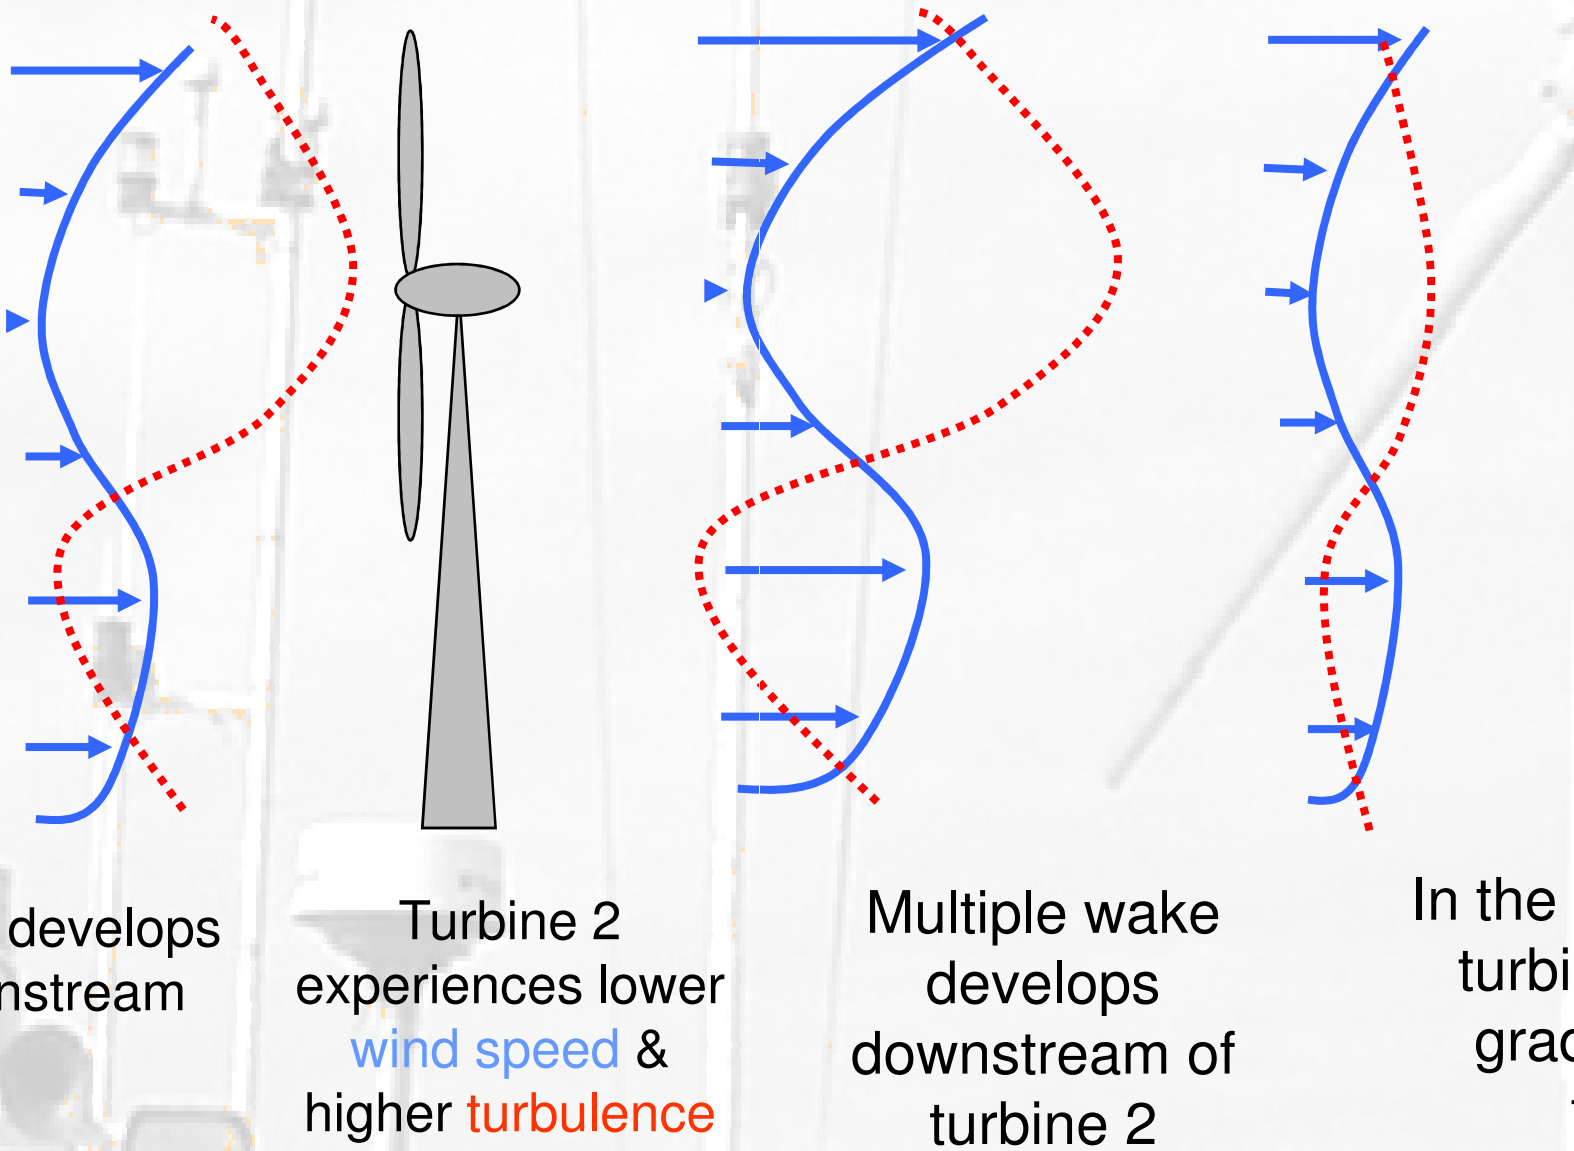 develops
nstream
Turbine 2
experiences lower
wind speed &
higher turbulence
Multiple wake
develops
downstream of
turbine 2
In the
turbi
grad